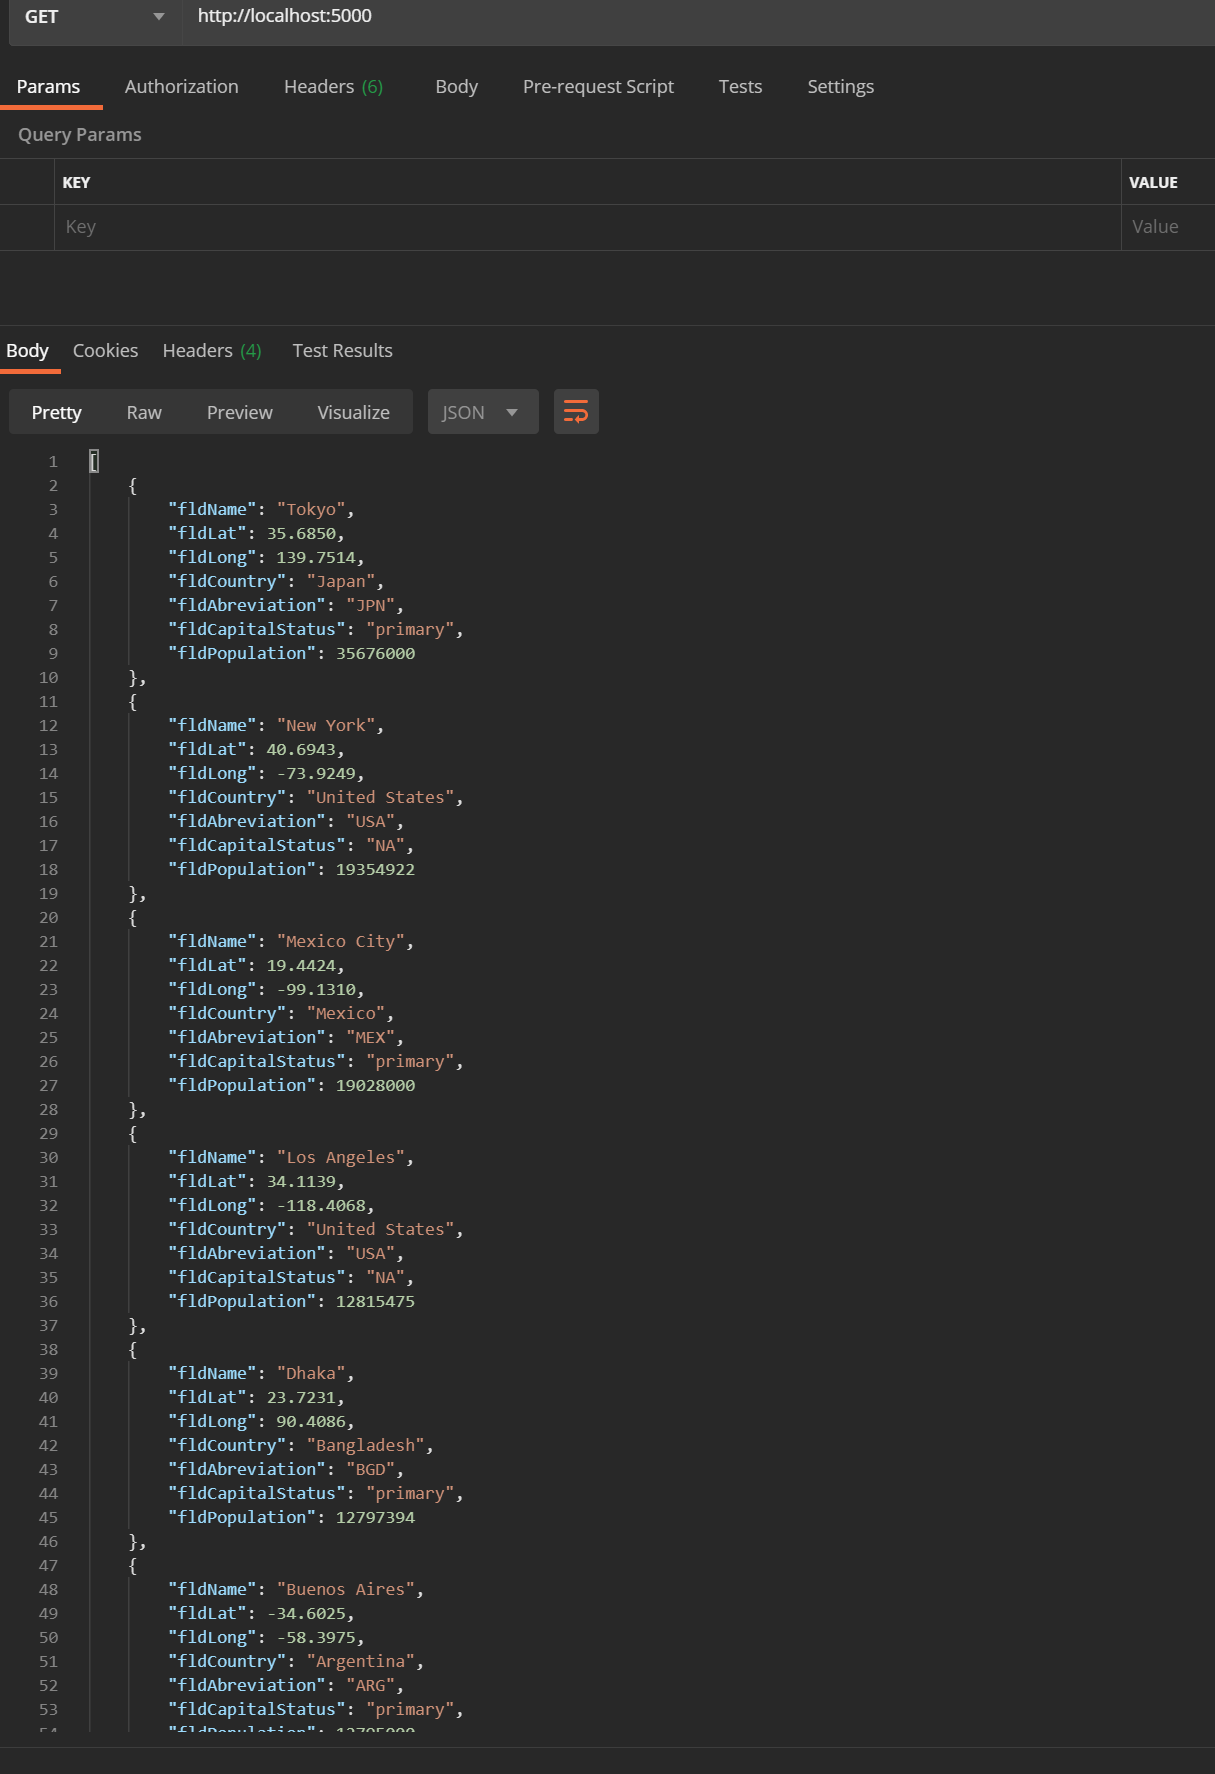 GET http://localhost:5000
Params Authorization Headers (6) Body Pre-request Script Tests Settings
Query Params
KEY VALUE
Key Value
Body Cookies Headers (4) Test Results
Pretty Raw Preview Visualize JSON
1 [
2 {
3 "fldName": "Tokyo",
4 "fldLat": 35.6850,
5 "fldLong": 139.7514,
6 "fldCountry": "Japan",
7 "fldAbreviation": "JPN",
8 "fldCapitalStatus": "primary",
9 "fldPopulation": 35676000
10 },
11 {
12 "fldName": "New York",
13 "fldLat": 40.6943,
14 "fldLong": -73.9249,
15 "fldCountry": "United States",
16 "fldAbreviation": "USA",
17 "fldCapitalStatus": "NA",
18 "fldPopulation": 19354922
19 },
20 {
21 "fldName": "Mexico City",
22 "fldLat": 19.4424,
23 "fldLong": -99.1310,
24 "fldCountry": "Mexico",
25 "fldAbreviation": "MEX",
26 "fldCapitalStatus": "primary",
27 "fldPopulation": 19028000
28 },
29 {
30 "fldName": "Los Angeles",
31 "fldLat": 34.1139,
32 "fldLong": -118.4068,
33 "fldCountry": "United States",
34 "fldAbreviation": "USA",
35 "fldCapitalStatus": "NA",
36 "fldPopulation": 12815475
37 },
38 {
39 "fldName": "Dhaka",
40 "fldLat": 23.7231,
41 "fldLong": 90.4086,
42 "fldCountry": "Bangladesh",
43 "fldAbreviation": "BGD",
44 "fldCapitalStatus": "primary",
45 "fldPopulation": 12797394
46 },
47 {
48 "fldName": "Buenos Aires",
49 "fldLat": -34.6025,
50 "fldLong": -58.3975,
51 "fldCountry": "Argentina",
52 "fldAbreviation": "ARG",
53 "fldCapitalStatus": "primary",
54 "fldPopulation": 12795000